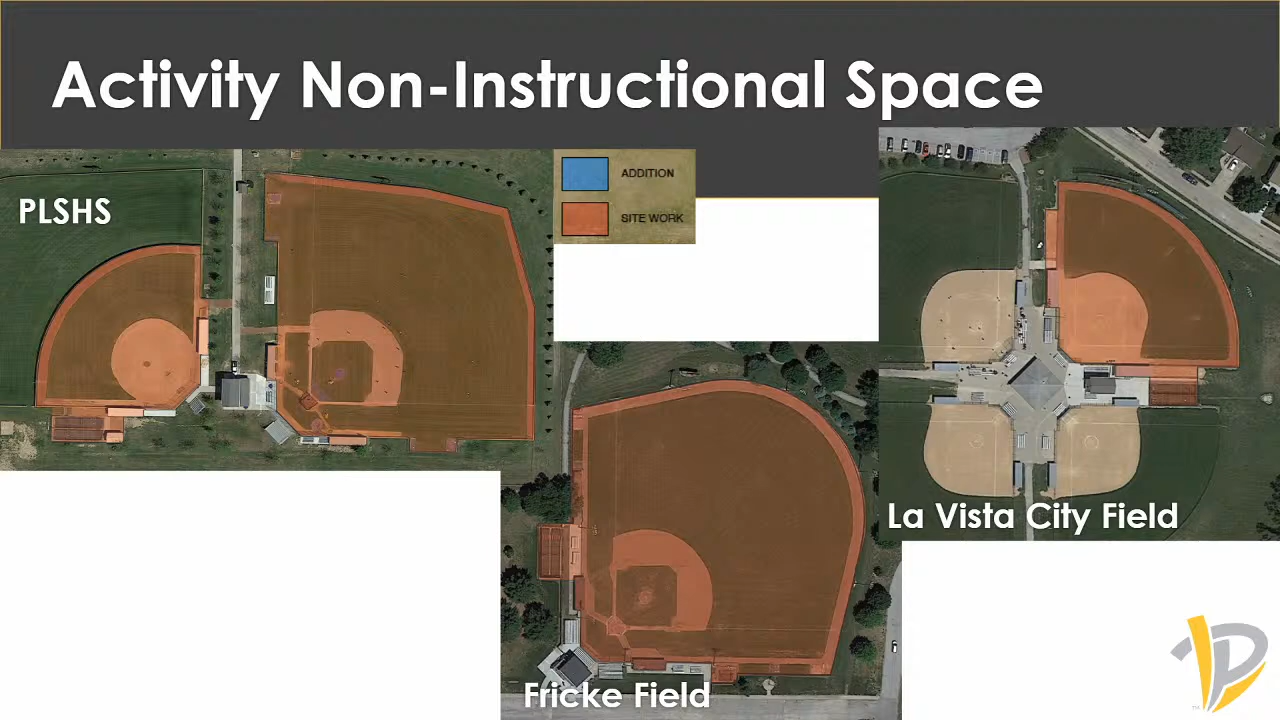 Activity Non-Instructional Space
PLSHS
ADDITION
SITE WORK
La Vista City Field
Fricke Field